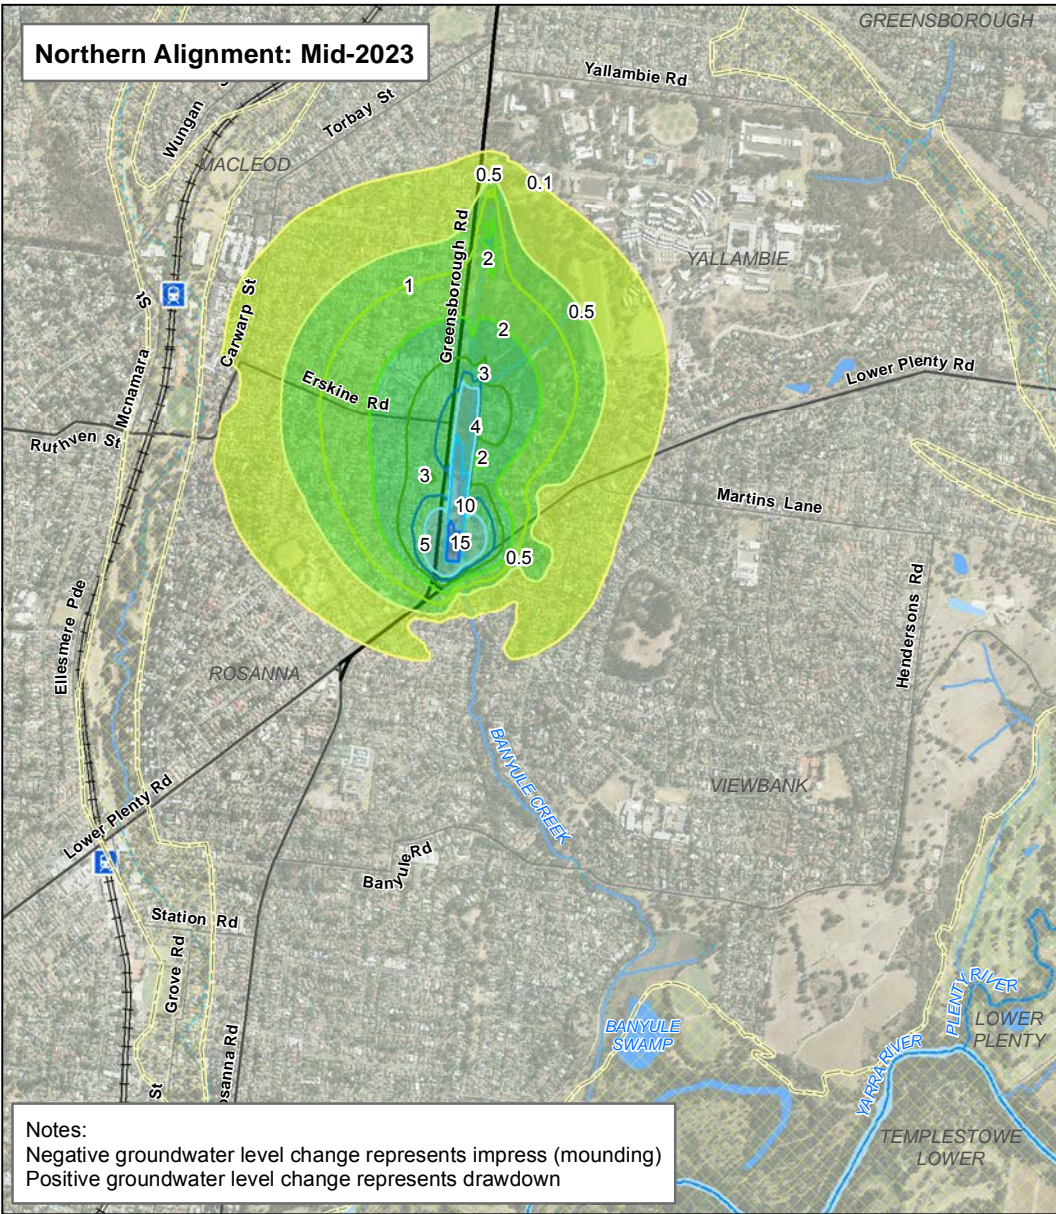 GREENSBOROUGH
Northern Alignment: Mid-2023
Yallambie Rd
Wungan
Torbay St
MACLEOD
0.5
0.1
Greensborough Rd
2
YALLAMBIE
1
St
Carwarp St
0.5
2
Mcnamara
Lower Plenty Rd
3
Erskine Rd
4
Ruthven St
2
3
Martins Lane
10
5
15
0.5
Ellesmere Pde
Hendersons Rd
ROSANNA
BANYULE CREEK
VIEWBANK
Lower Plenty Rd
Banyule Rd
Station Rd
Grove Rd
PLENTY RIVER
LOWER
PLENTY
BANYULE
SWAMP
YARRA RIVER
St
osanna Rd
TEMPLESTOWE
LOWER
Notes:
Negative groundwater level change represents impress (mounding)
Positive groundwater level change represents drawdown